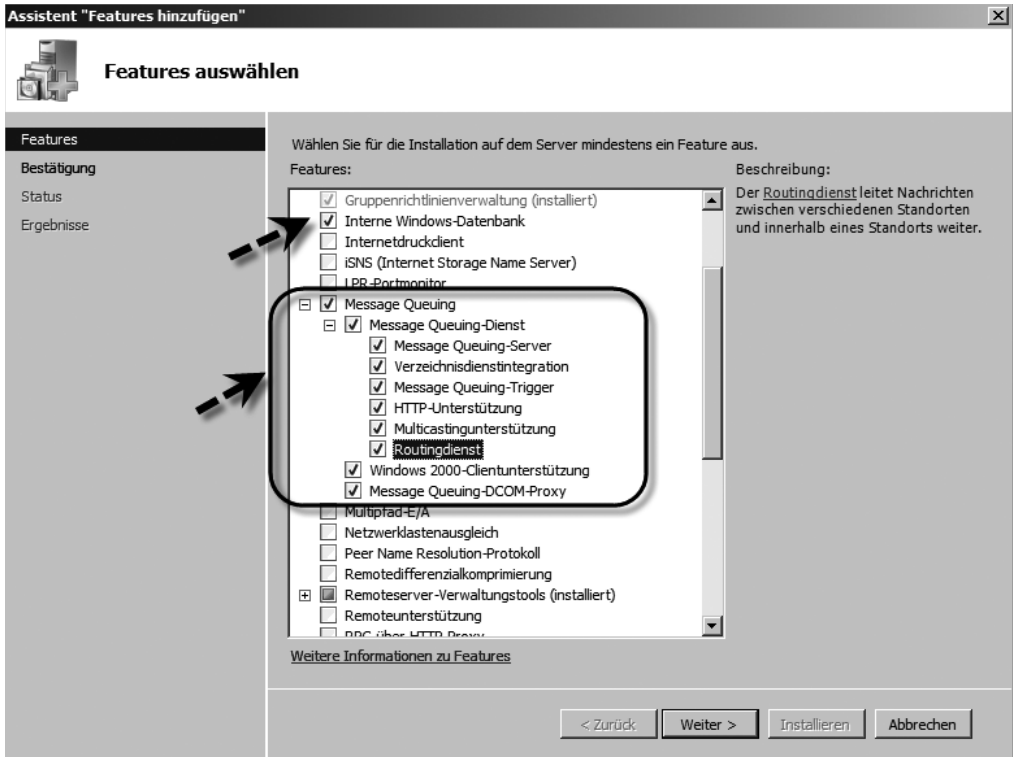 Assistent "Features hinzufügen"
Features auswählen
Features
Bestätigung
Status
Ergebnisse
Wählen Sie für die Installation auf dem Server mindestens ein Feature aus.
Features:
Gruppenrichtlinienverwaltung (installiert)
Interne Windows-Datenbank
Internetdruckclient
iSNS (Internet Storage Name Server)
LPR-Portmonitor
Message Queuing
Message Queuing-Dienst
Message Queuing-Server
Verzeichnisdienstintegration
Message Queuing-Trigger
HTTP-Unterstützung
Multicastingunterstützung
Routingdienst
Windows 2000-Clientunterstützung
Message Queuing-DCOM-Proxy
Multipfad-E/A
Netzwerklastenausgleich
Peer Name Resolution-Protokoll
Remotedifferenzialkomprimierung
Remoteserver-Verwaltungstools (installiert)
Remoteunterstützung
RPC über HTTP-Proxy
Weitere Informationen zu Features
Beschreibung:
Der Routingdienst leitet Nachrichten
zwischen verschiedenen Standorten
und innerhalb eines Standorts weiter.
< Zurück
Weiter >
Installieren
Abbrechen